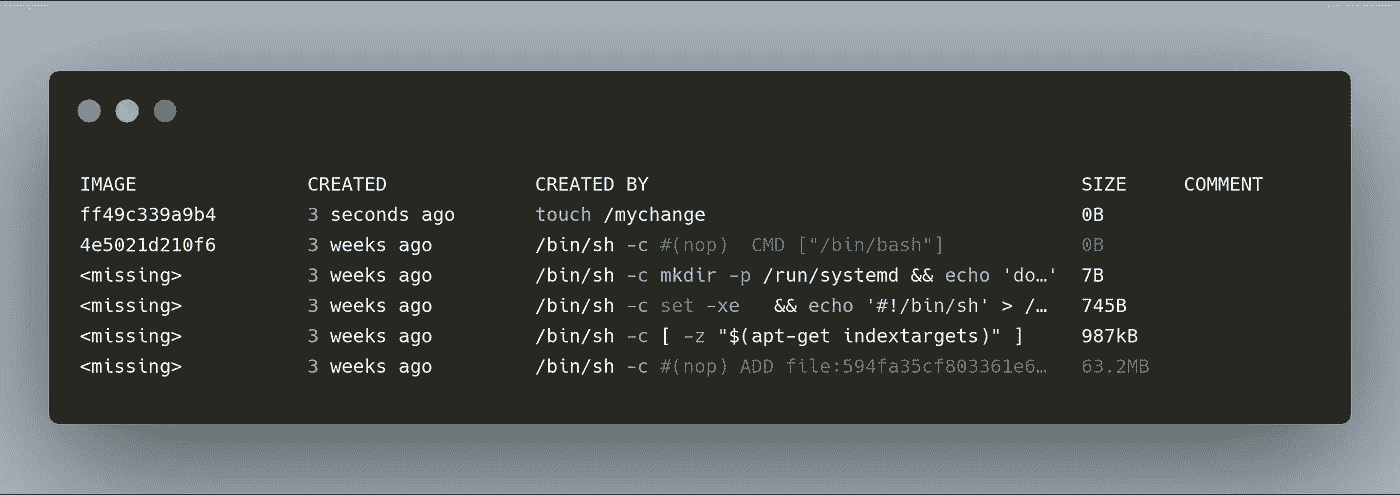 IMAGE CREATED CREATED BY SIZE COMMENT
ff49c339a9b4 3 seconds ago touch /mychange 0B
4e5021d210f6 3 weeks ago /bin/sh -c #(nop)  CMD ["/bin/bash"] 0B
<missing> 3 weeks ago /bin/sh -c mkdir -p /run/systemd && echo 'do…' 7B
<missing> 3 weeks ago /bin/sh -c set -xe   && echo '#!/bin/sh' > /… 745B
<missing> 3 weeks ago /bin/sh -c [ -z "$(apt-get indextargets)" ] 987kB
<missing> 3 weeks ago /bin/sh -c #(nop) ADD file:594fa35cf803361e6… 63.2MB